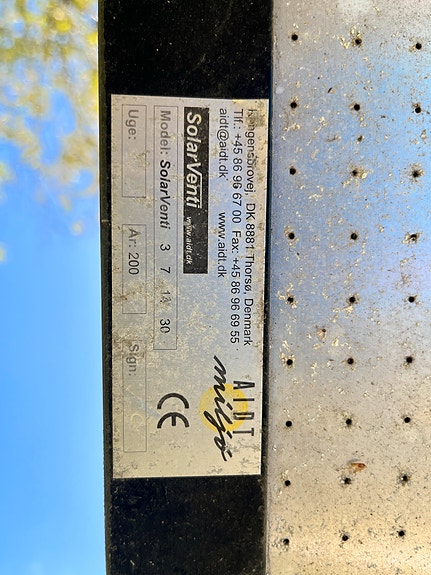 Kongensbrovej, DK 8881 Thorsø, Denmark
Tlf.: +45 86 96 67 00 Fax: +45 86 96 69 55
aidt@aidt.dk www.aidt.dk
AIDT
miljø
SolarVenti www.aidt.dk
Model: SolarVenti 3 7 14 30
CE
Uge: År: 200 Sign: